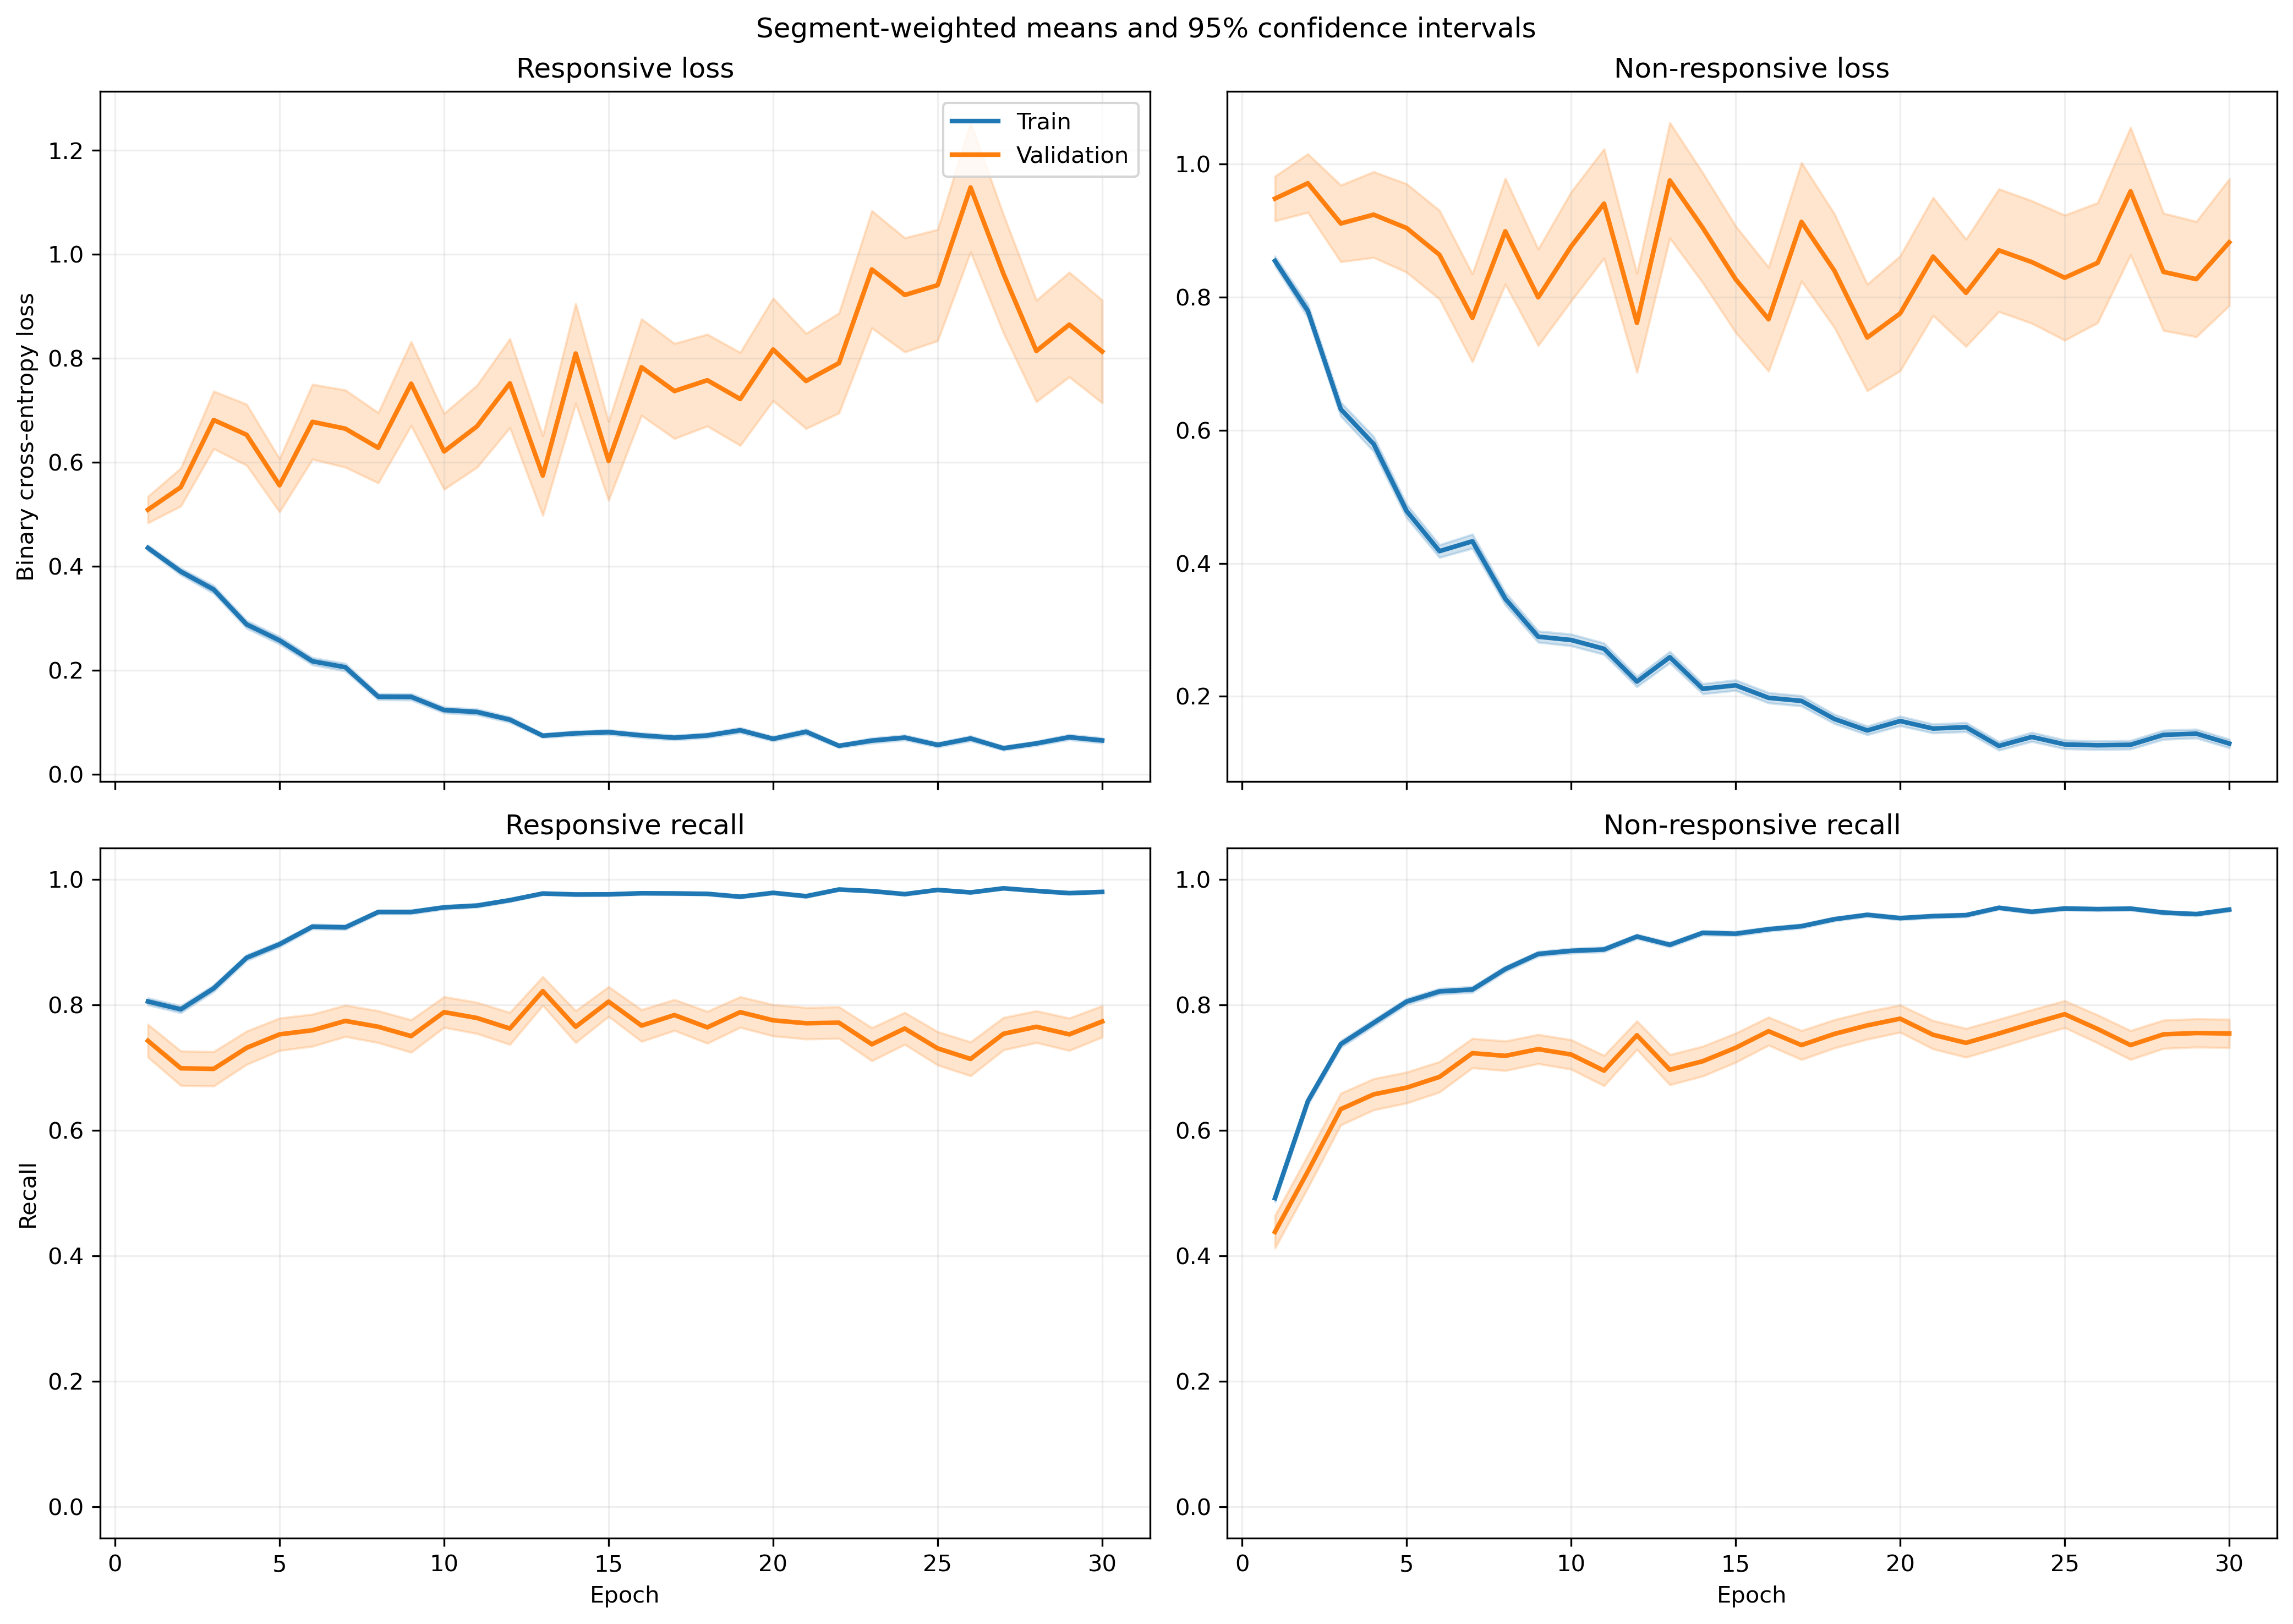 Segment-weighted means and 95% confidence intervals
Responsive loss
Non-responsive loss
Train
Validation
Binary cross-entropy loss
1.2
1.0
0.8
0.6
0.4
0.2
0.0
1.0
0.8
0.6
0.4
0.2
Responsive recall
Non-responsive recall
Recall
1.0
0.8
0.6
0.4
0.2
0.0
0 5 10 15 20 25 30
Epoch
1.0
0.8
0.6
0.4
0.2
0.0
0 5 10 15 20 25 30
Epoch